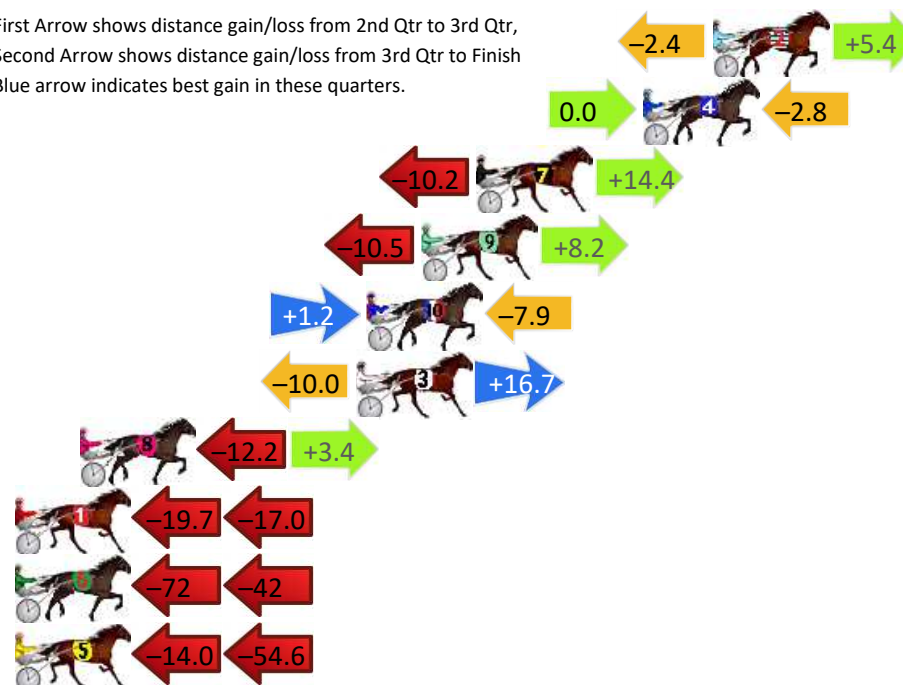 First Arrow shows distance gain/loss from 2nd Qtr to 3rd Qtr,
Second Arrow shows distance gain/loss from 3rd Qtr to Finish
Blue arrow indicates best gain in these quarters.
−2.4 2 +5.4
0.0 4 −2.8
−10.2 7 +14.4
−10.5 9 +8.2
+1.2 10 −7.9
−10.0 3 +16.7
8 −12.2 +3.4
1 −19.7 −17.0
6 −72 −42
5 −14.0 −54.6